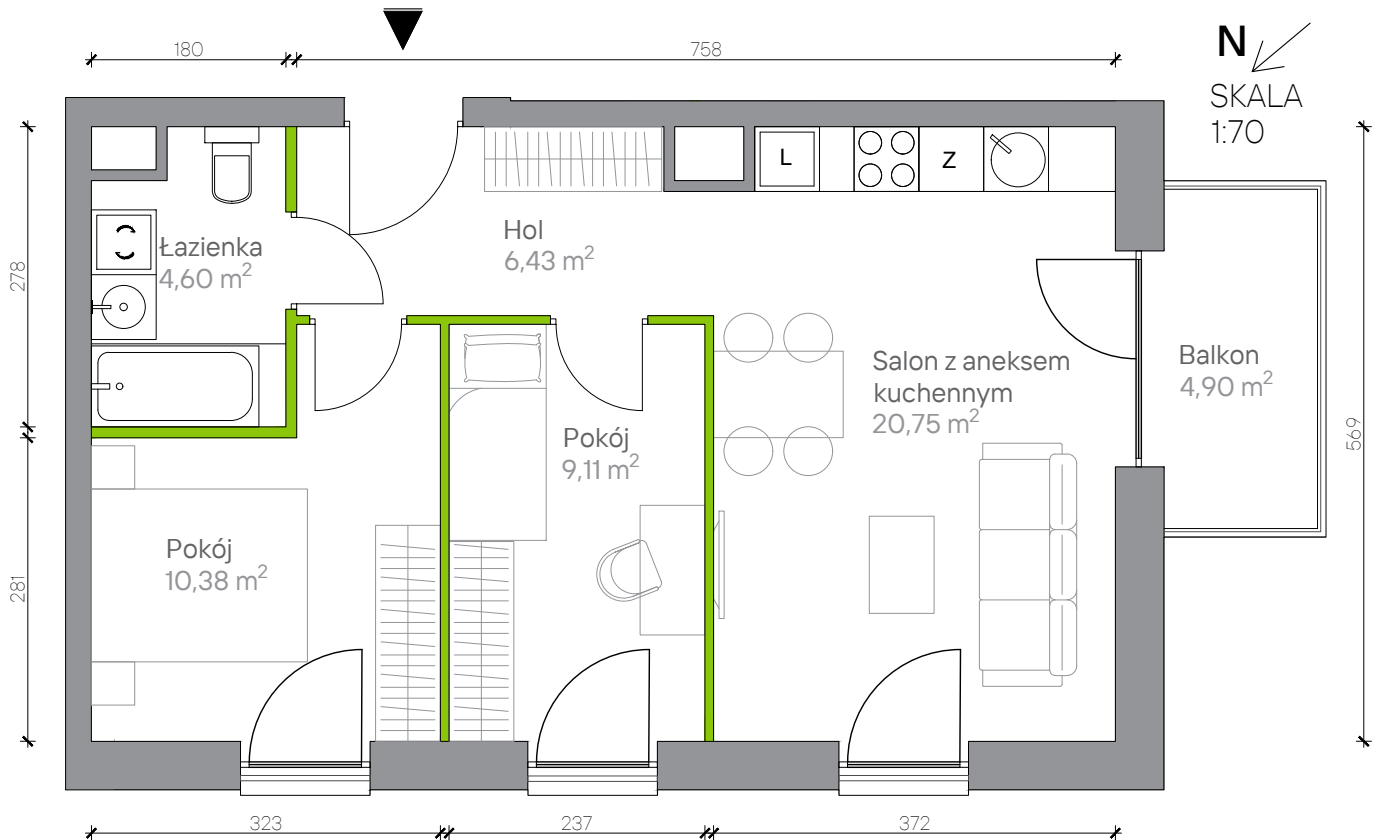 180
758
N
SKALA
1:70
L
Z
Hol
6,43 m²
Łazienka
4,60 m²
278
Salon z aneksem
kuchennym
20,75 m²
Balkon
4,90 m²
569
Pokój
9,11 m²
Pokój
10,38 m²
281
323
237
372